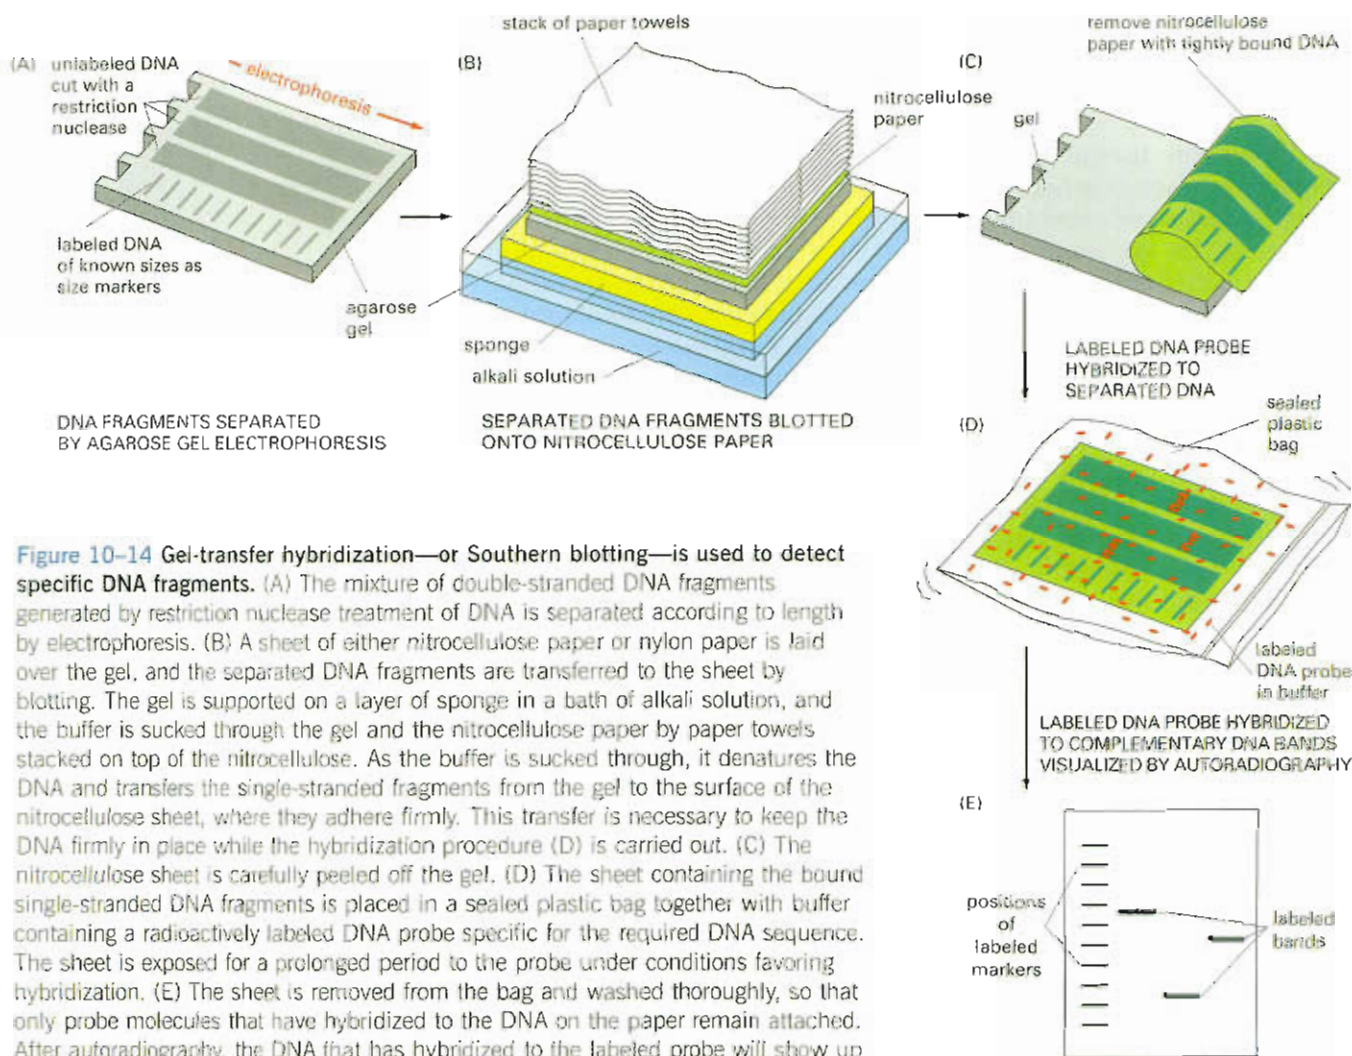 (A) unlabeled DNA
cut with a
restriction
nuclease
electrophoresis
labeled DNA
of known sizes as
size markers
agarose
gel
DNA FRAGMENTS SEPARATED
BY AGAROSE GEL ELECTROPHORESIS
(B)
stack of paper towels
nitrocellulose
paper
sponge
alkali solution
SEPARATED DNA FRAGMENTS BLOTTED
ONTO NITROCELLULOSE PAPER
(C)
remove nitrocellulose
paper with tightly bound DNA
gel
LABELED DNA PROBE
HYBRIDIZED TO
SEPARATED DNA
(D)
sealed
plastic
bag
labeled
DNA probe
in buffer
LABELED DNA PROBE HYBRIDIZED
TO COMPLEMENTARY DNA BANDS
VISUALIZED BY AUTORADIOGRAPHY
(E)
positions
of
labeled
markers
labeled
bands
Figure 10–14 Gel-transfer hybridization—or Southern blotting—is used to detect
specific DNA fragments. (A) The mixture of double-stranded DNA fragments
generated by restriction nuclease treatment of DNA is separated according to length
by electrophoresis. (B) A sheet of either nitrocellulose paper or nylon paper is laid
over the gel, and the separated DNA fragments are transferred to the sheet by
blotting. The gel is supported on a layer of sponge in a bath of alkali solution, and
the buffer is sucked through the gel and the nitrocellulose paper by paper towels
stacked on top of the nitrocellulose. As the buffer is sucked through, it denatures the
DNA and transfers the single-stranded fragments from the gel to the surface of the
nitrocellulose sheet, where they adhere firmly. This transfer is necessary to keep the
DNA firmly in place while the hybridization procedure (D) is carried out. (C) The
nitrocellulose sheet is carefully peeled off the gel. (D) The sheet containing the bound
single-stranded DNA fragments is placed in a sealed plastic bag together with buffer
containing a radioactively labeled DNA probe specific for the required DNA sequence.
The sheet is exposed for a prolonged period to the probe under conditions favoring
hybridization. (E) The sheet is removed from the bag and washed thoroughly, so that
only probe molecules that have hybridized to the DNA on the paper remain attached.
After autoradiography, the DNA that has hybridized to the labeled probe will show up